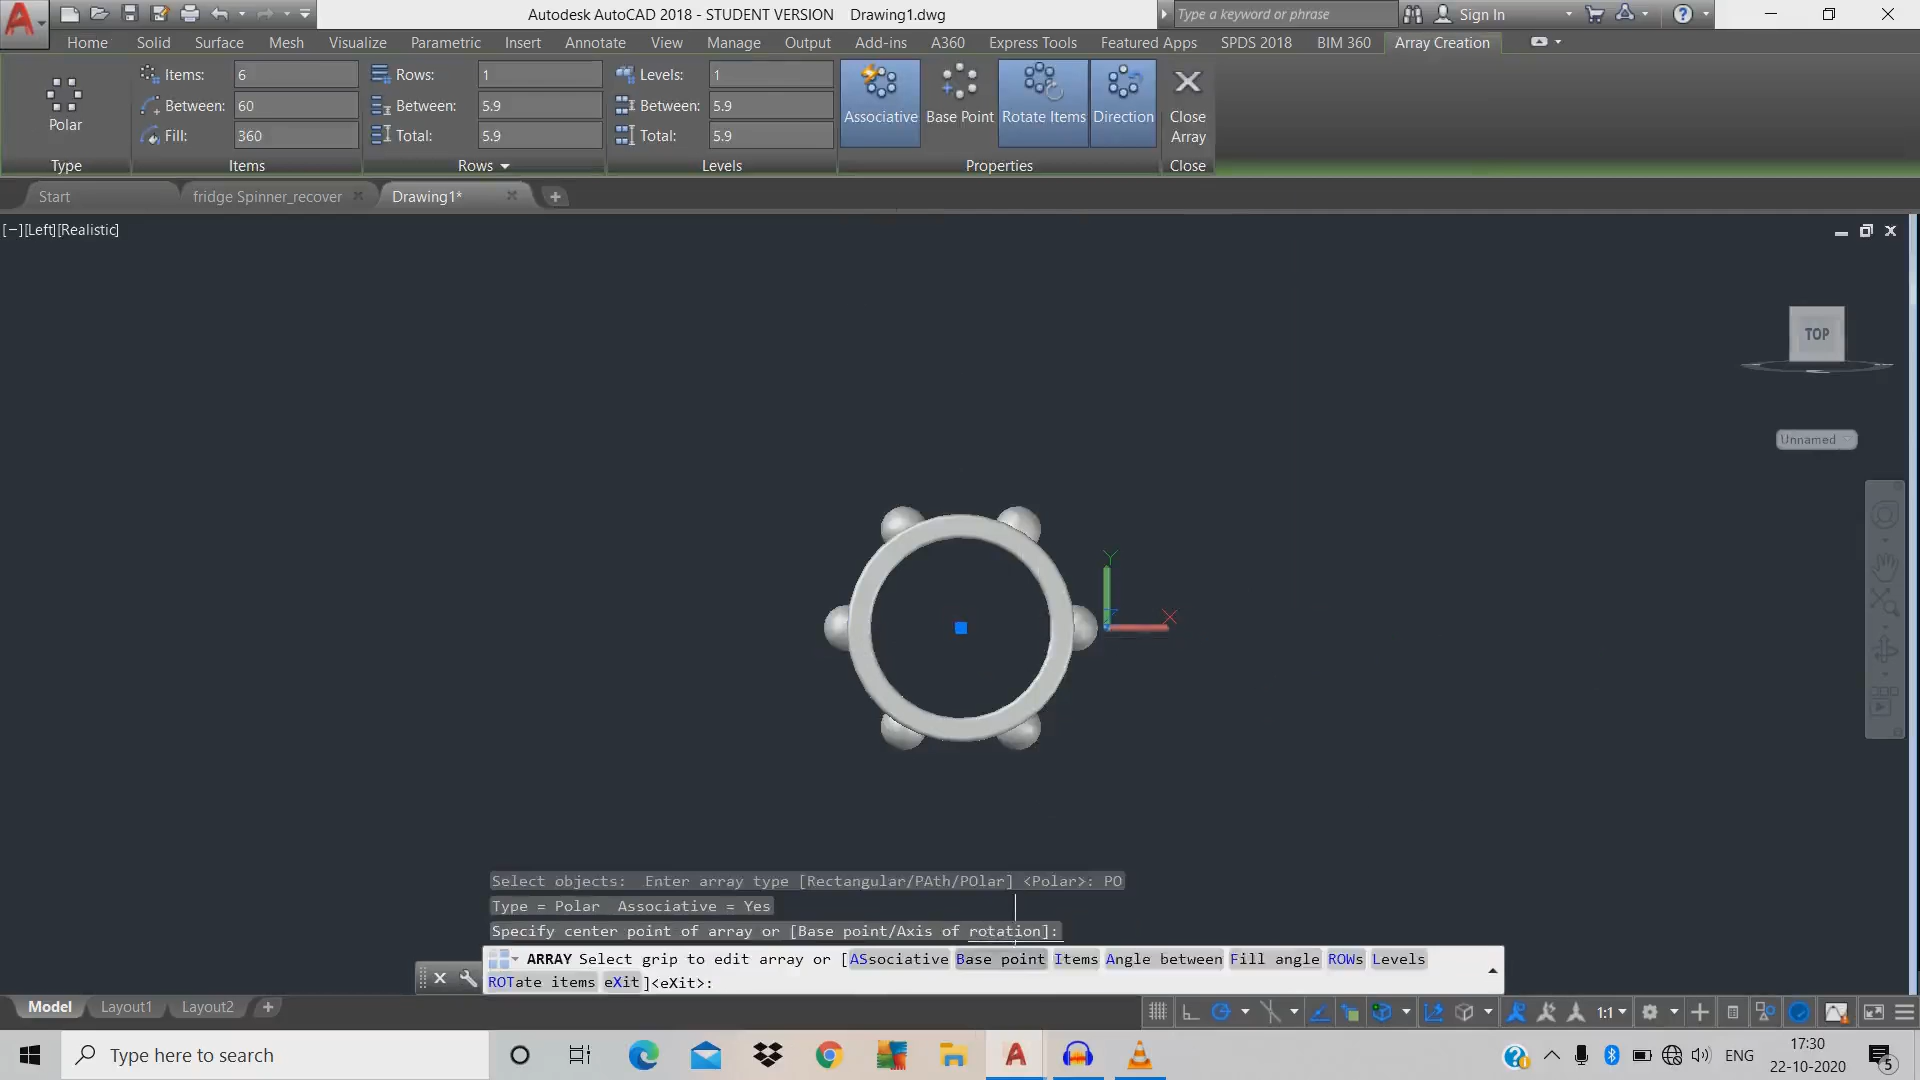 Autodesk AutoCAD 2018 - STUDENT VERSION Drawing1.dwg
Type a keyword or phrase
Sign In
Home Solid Surface Mesh Visualize Parametric Insert Annotate View Manage Output Add-ins A360 Express Tools Featured Apps SPDS 2018 BIM 360 Array Creation
Items: 6 Rows: 1 Levels: 1
Between: 60 Between: 5.9 Between: 5.9
Fill: 360 Total: 5.9 Total: 5.9
Polar
Associative Base Point Rotate Items Direction Close
Array
Type Items Rows Levels Properties Close
Start fridge Spinner_recover Drawing1*
[−][Left][Realistic]
TOP
Unnamed
Y
X
Select objects: Enter array type [Rectangular/PAth/POlar] <Polar>: PO
Type = Polar Associative = Yes
Specify center point of array or [Base point/Axis of rotation]:
ARRAY Select grip to edit array or [ASsociative Base point Items Angle between Fill angle ROWs Levels
ROTate items eXit]<eXit>:
Model Layout1 Layout2
1:1
Type here to search
ENG
17:30
22-10-2020
5